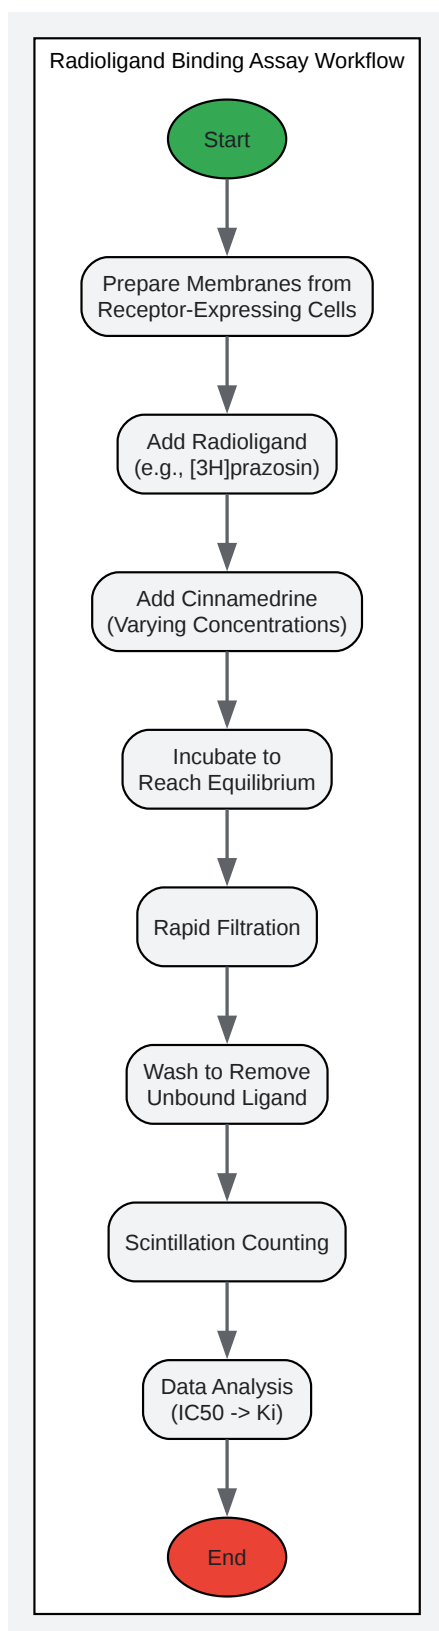 Radioligand Binding Assay Workflow
Start
Prepare Membranes from
Receptor-Expressing Cells
Add Radioligand
(e.g., [3H]prazosin)
Add Cinnamedrine
(Varying Concentrations)
Incubate to
Reach Equilibrium
Rapid Filtration
Wash to Remove
Unbound Ligand
Scintillation Counting
Data Analysis
(IC50 -> Ki)
End